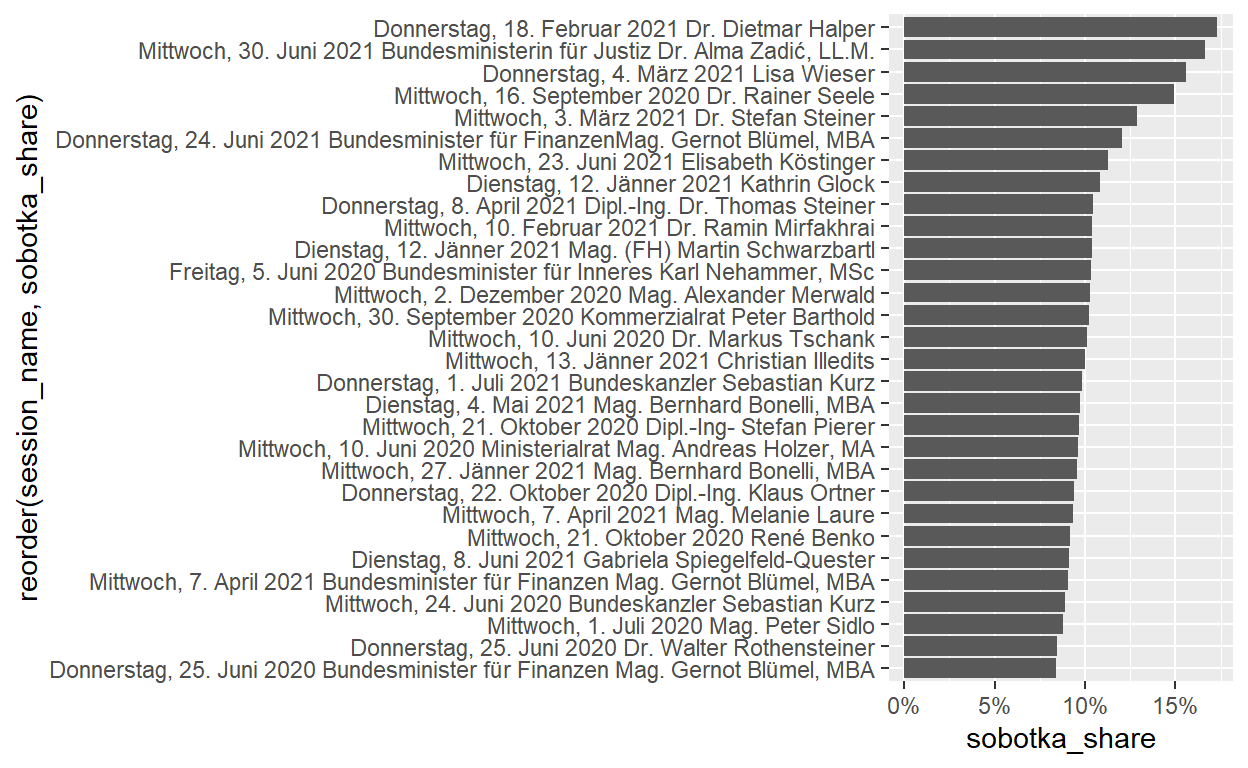 Donnerstag, 18. Februar 2021 Dr. Dietmar Halper
Mittwoch, 30. Juni 2021 Bundesministerin für Justiz Dr. Alma Zadić, LL.M.
Donnerstag, 4. März 2021 Lisa Wieser
Mittwoch, 16. September 2020 Dr. Rainer Seele
Mittwoch, 3. März 2021 Dr. Stefan Steiner
Donnerstag, 24. Juni 2021 Bundesminister für FinanzenMag. Gernot Blümel, MBA
Mittwoch, 23. Juni 2021 Elisabeth Köstinger
Dienstag, 12. Jänner 2021 Kathrin Glock
Donnerstag, 8. April 2021 Dipl.-Ing. Dr. Thomas Steiner
Mittwoch, 10. Februar 2021 Dr. Ramin Mirfakhrai
Dienstag, 12. Jänner 2021 Mag. (FH) Martin Schwarzbartl
Freitag, 5. Juni 2020 Bundesminister für Inneres Karl Nehammer, MSc
Mittwoch, 2. Dezember 2020 Mag. Alexander Merwald
Mittwoch, 30. September 2020 Kommerzialrat Peter Barthold
Mittwoch, 10. Juni 2020 Dr. Markus Tschank
Mittwoch, 13. Jänner 2021 Christian Illedits
Donnerstag, 1. Juli 2021 Bundeskanzler Sebastian Kurz
Dienstag, 4. Mai 2021 Mag. Bernhard Bonelli, MBA
Mittwoch, 21. Oktober 2020 Dipl.-Ing- Stefan Pierer
Mittwoch, 10. Juni 2020 Ministerialrat Mag. Andreas Holzer, MA
Mittwoch, 27. Jänner 2021 Mag. Bernhard Bonelli, MBA
Donnerstag, 22. Oktober 2020 Dipl.-Ing. Klaus Ortner
Mittwoch, 7. April 2021 Mag. Melanie Laure
Mittwoch, 21. Oktober 2020 René Benko
Dienstag, 8. Juni 2021 Gabriela Spiegelfeld-Quester
Mittwoch, 7. April 2021 Bundesminister für Finanzen Mag. Gernot Blümel, MBA
Mittwoch, 24. Juni 2020 Bundeskanzler Sebastian Kurz
Mittwoch, 1. Juli 2020 Mag. Peter Sidlo
Donnerstag, 25. Juni 2020 Dr. Walter Rothensteiner
Donnerstag, 25. Juni 2020 Bundesminister für Finanzen Mag. Gernot Blümel, MBA
reorder(session_name, sobotka_share)
0% 5% 10% 15%
sobotka_share